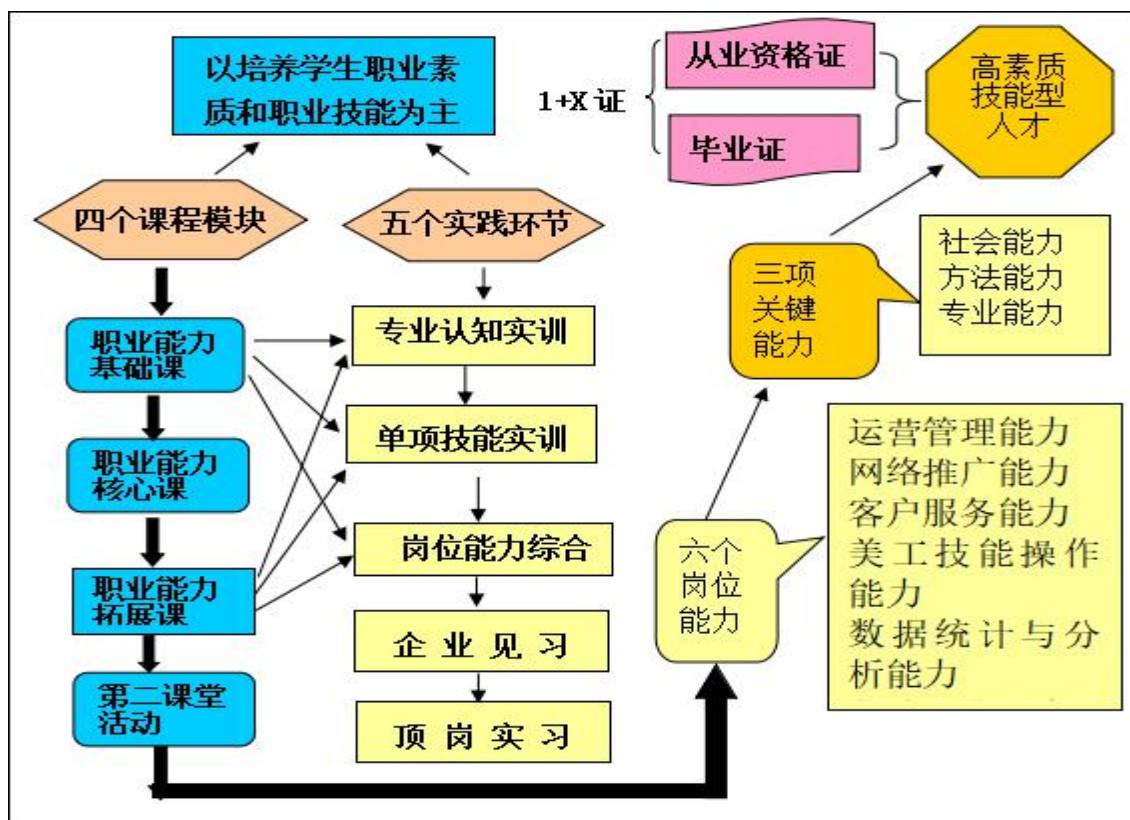 以培养学生职业素
质和职业技能为主
四个课程模块
五个实践环节
职业能力
基础课
职业能力
核心课
职业能力
拓展课
第二课堂
活动
专业认知实训
单项技能实训
岗位能力综合
企业见习
顶岗实习
1+X 证
从业资格证
毕业证
高素质
技能型
人才
三项
关键
能力
社会能力
方法能力
专业能力
六个
岗位
能力
运营管理能力
网络推广能力
客户服务能力
美工技能操作
能力
数据统计与分
析能力